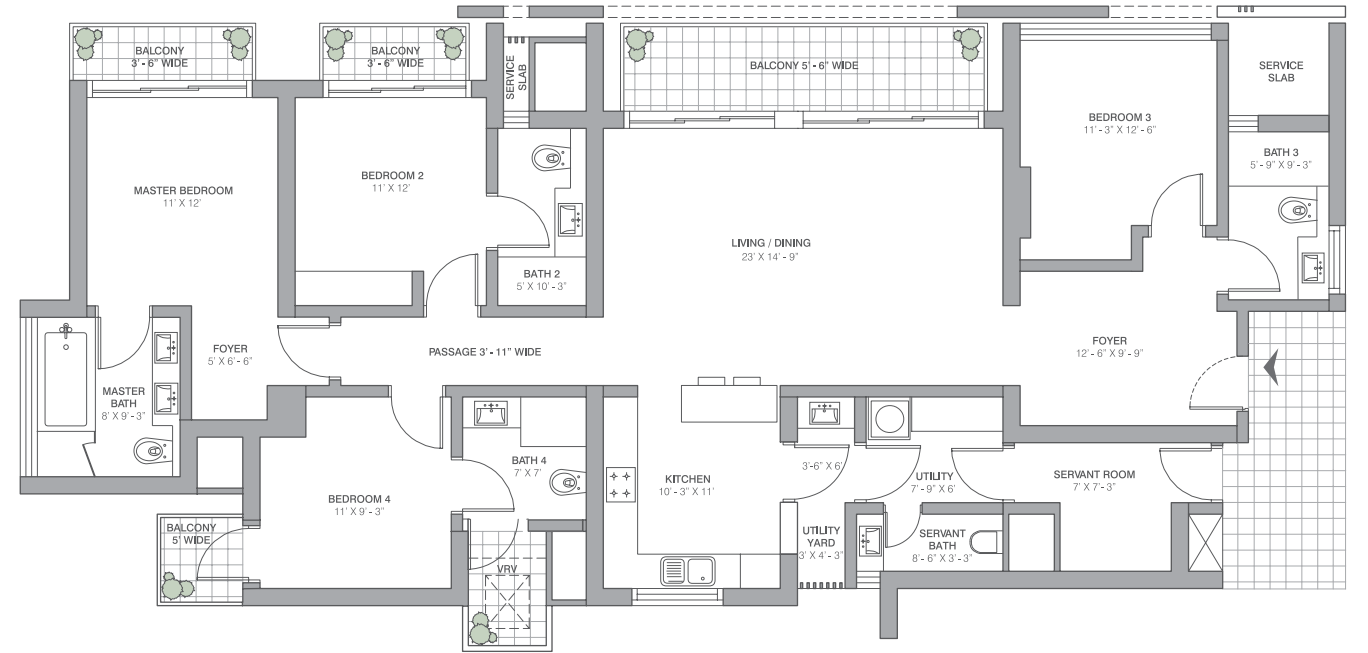 BALCONY
3' - 6" WIDE
BALCONY
3' - 6" WIDE
SERVICE
SLAB
BALCONY 5' - 6" WIDE
SERVICE
SLAB
BEDROOM 3
11' - 3" X 12' - 6"
BATH 3
5' - 9" X 9' - 3"
MASTER BEDROOM
11' X 12'
BEDROOM 2
11' X 12'
LIVING / DINING
23' X 14' - 9"
BATH 2
5' X 10' - 3"
FOYER
5' X 6' - 6"
PASSAGE 3' - 11" WIDE
FOYER
12' - 6" X 9' - 9"
MASTER
BATH
8' X 9' - 3"
BATH 4
7' X 7'
KITCHEN
10' - 3" X 11'
3'-6" X 6'
UTILITY
7' - 9" X 6'
SERVANT ROOM
7' X 7'- 3"
BEDROOM 4
11' X 9' - 3"
BALCONY
5' WIDE
UTILITY
YARD
3' X 4' - 3"
SERVANT
BATH
8' - 6" X 3'- 3"
VRV